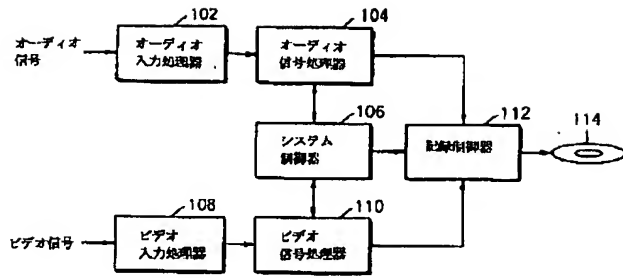 102
104
オーディオ
信号
オーディオ
入力処理器
オーディオ
信号処理器
106
112
114
システム
制御器
記録制御器
108
110
ビデオ信号
ビデオ
入力処理器
ビデオ
信号処理器